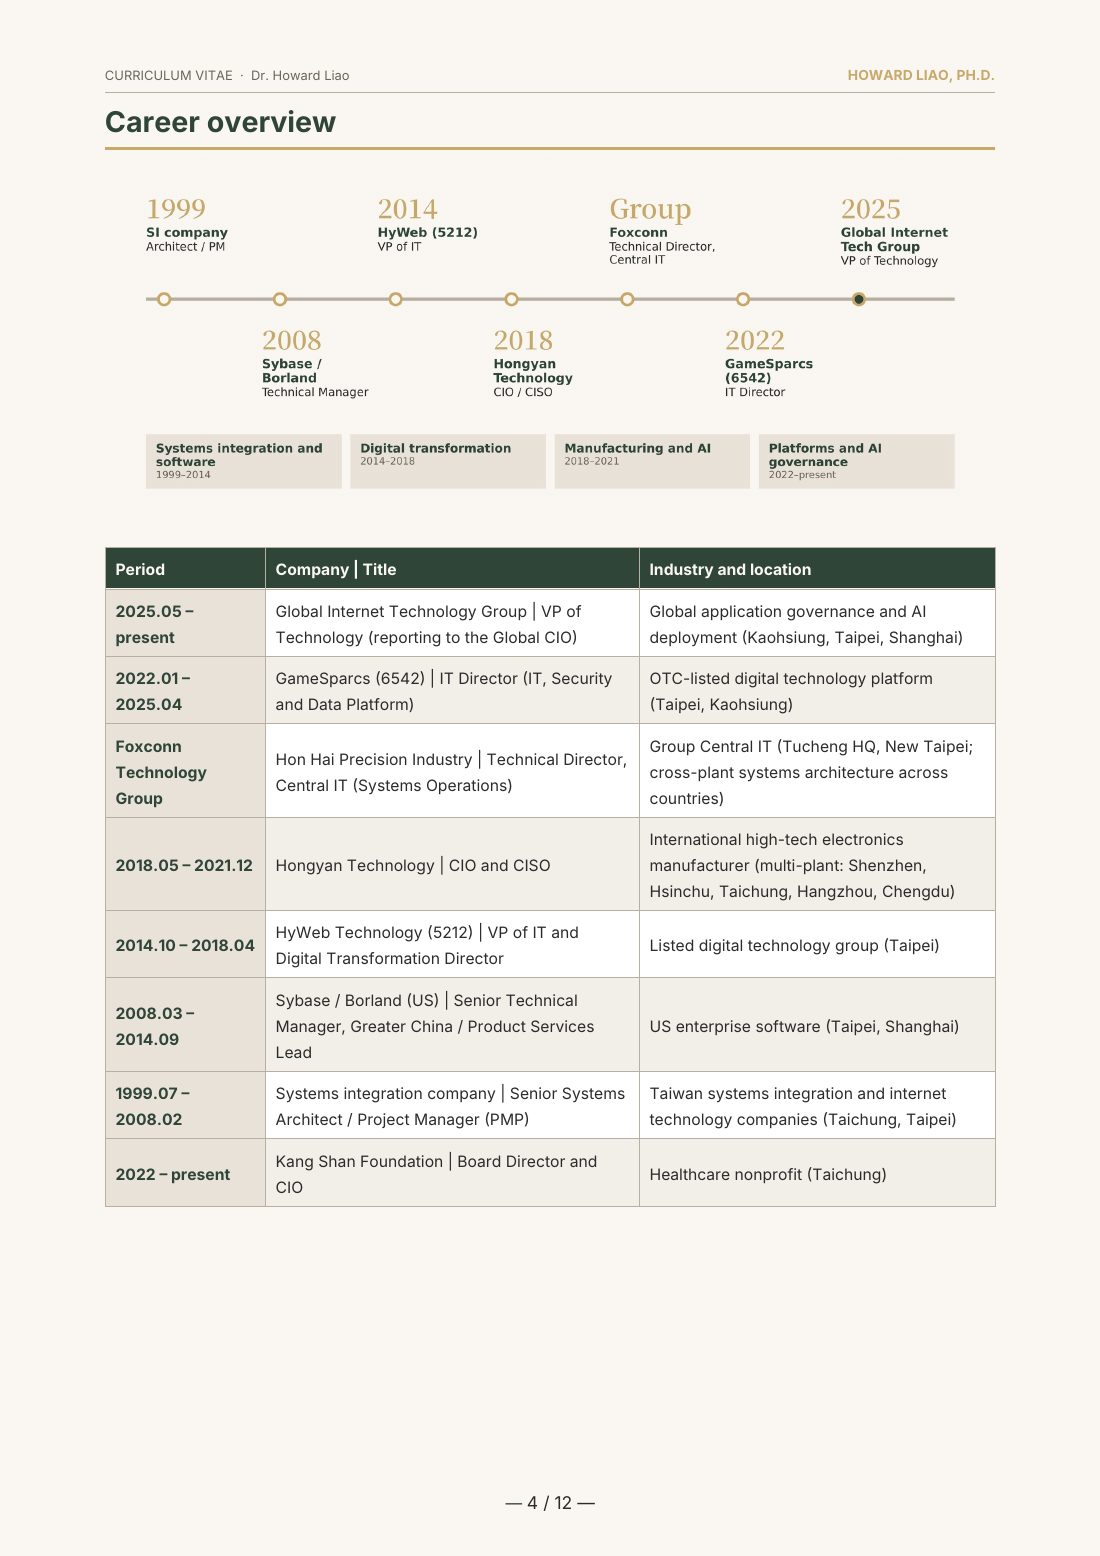 CURRICULUM VITAE · Dr. Howard Liao
HOWARD LIAO, PH.D.
Career overview
1999
SI company
Architect / PM
2014
HyWeb (5212)
VP of IT
Group
Foxconn
Technical Director,
Central IT
2025
Global Internet
Tech Group
VP of Technology
2008
Sybase /
Borland
Technical Manager
2018
Hongyan
Technology
CIO / CISO
2022
GameSparcs
(6542)
IT Director
Systems integration and
software
1999–2014
Digital transformation
2014–2018
Manufacturing and AI
2018–2021
Platforms and AI
governance
2022–present
Period
Company | Title
Industry and location
2025.05 –
present
Global Internet Technology Group | VP of
Technology (reporting to the Global CIO)
Global application governance and AI
deployment (Kaohsiung, Taipei, Shanghai)
2022.01 –
2025.04
GameSparcs (6542) | IT Director (IT, Security
and Data Platform)
OTC-listed digital technology platform
(Taipei, Kaohsiung)
Foxconn
Technology
Group
Hon Hai Precision Industry | Technical Director,
Central IT (Systems Operations)
Group Central IT (Tucheng HQ, New Taipei;
cross-plant systems architecture across
countries)
2018.05 – 2021.12
Hongyan Technology | CIO and CISO
International high-tech electronics
manufacturer (multi-plant: Shenzhen,
Hsinchu, Taichung, Hangzhou, Chengdu)
2014.10 – 2018.04
HyWeb Technology (5212) | VP of IT and
Digital Transformation Director
Listed digital technology group (Taipei)
2008.03 –
2014.09
Sybase / Borland (US) | Senior Technical
Manager, Greater China / Product Services
Lead
US enterprise software (Taipei, Shanghai)
1999.07 –
2008.02
Systems integration company | Senior Systems
Architect / Project Manager (PMP)
Taiwan systems integration and internet
technology companies (Taichung, Taipei)
2022 – present
Kang Shan Foundation | Board Director and
CIO
Healthcare nonprofit (Taichung)
— 4 / 12 —